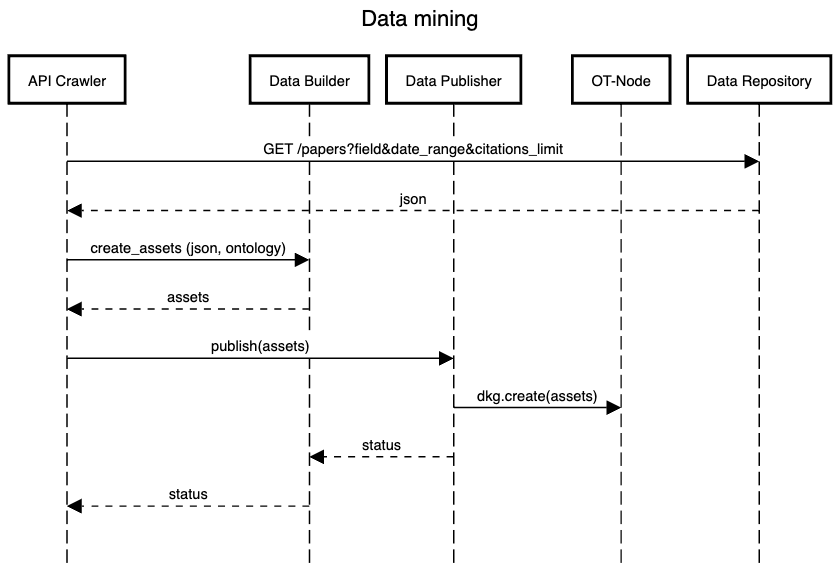 Data mining
API Crawler
Data Builder
Data Publisher
OT-Node
Data Repository
GET /papers?field&date_range&citations_limit
json
create_assets (json, ontology)
assets
publish(assets)
dkg.create(assets)
status
status